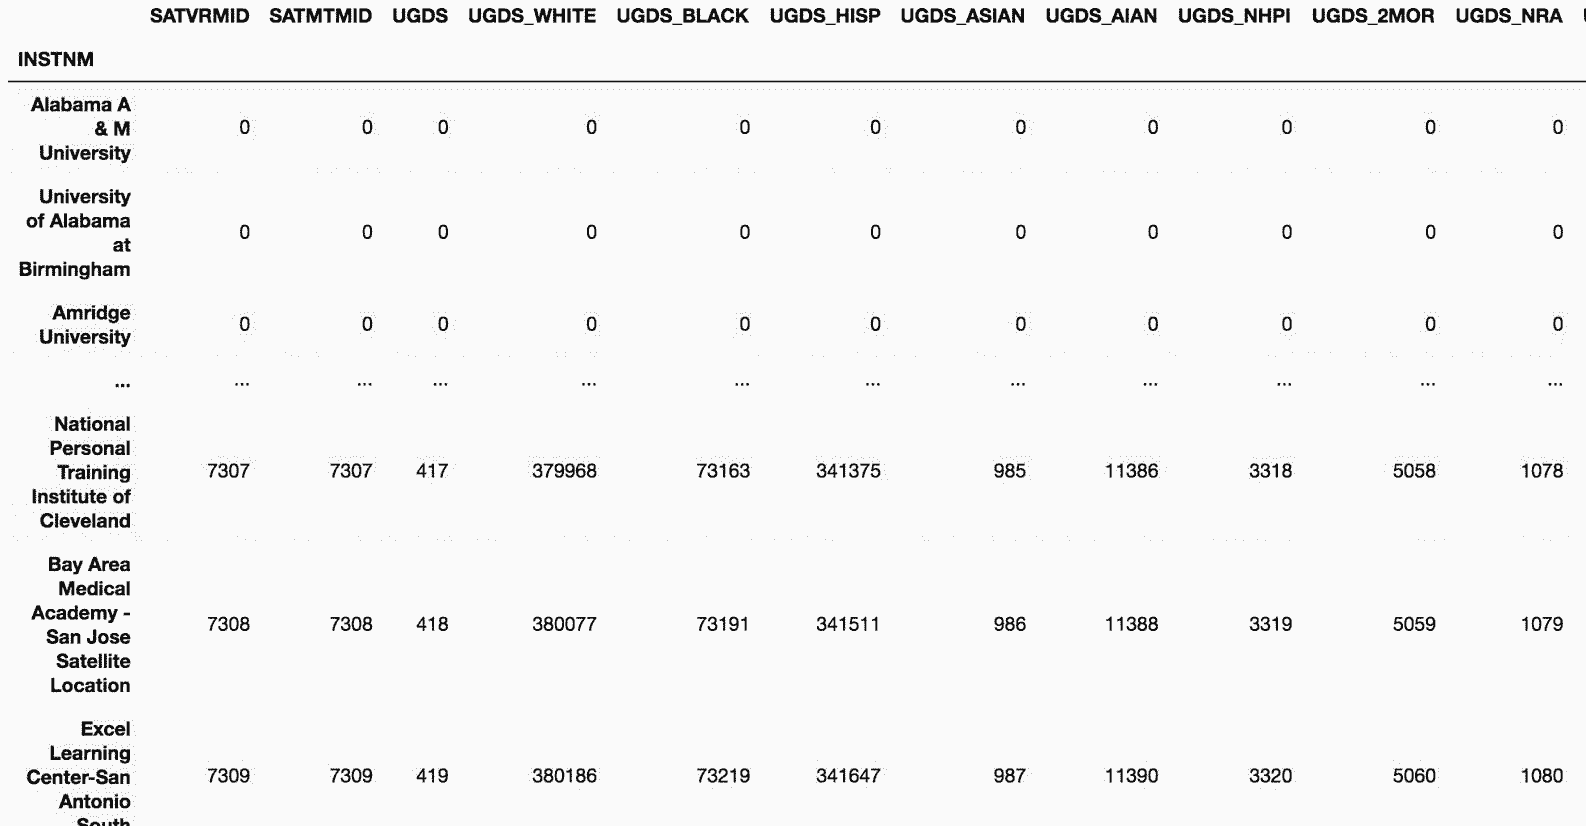 SATVRMID SATMTMID UGDS UGDS_WHITE UGDS_BLACK UGDS_HISP UGDS_ASIAN UGDS_AIAN UGDS_NHPI UGDS_2MOR UGDS_NRA
INSTNM
Alabama A
& M 0 0 0 0 0 0 0 0 0 0 0
University
University
of Alabama
at 0 0 0 0 0 0 0 0 0 0 0
Birmingham
Amridge
University 0 0 0 0 0 0 0 0 0 0 0
... ... ... ... ... ... ... ... ... ... ... ...
National
Personal
Training 7307 7307 417 379968 73163 341375 985 11386 3318 5058 1078
Institute of
Cleveland
Bay Area
Medical
Academy - 7308 7308 418 380077 73191 341511 986 11388 3319 5059 1079
San Jose
Satellite
Location
Excel
Learning
Center-San 7309 7309 419 380186 73219 341647 987 11390 3320 5060 1080
Antonio
South